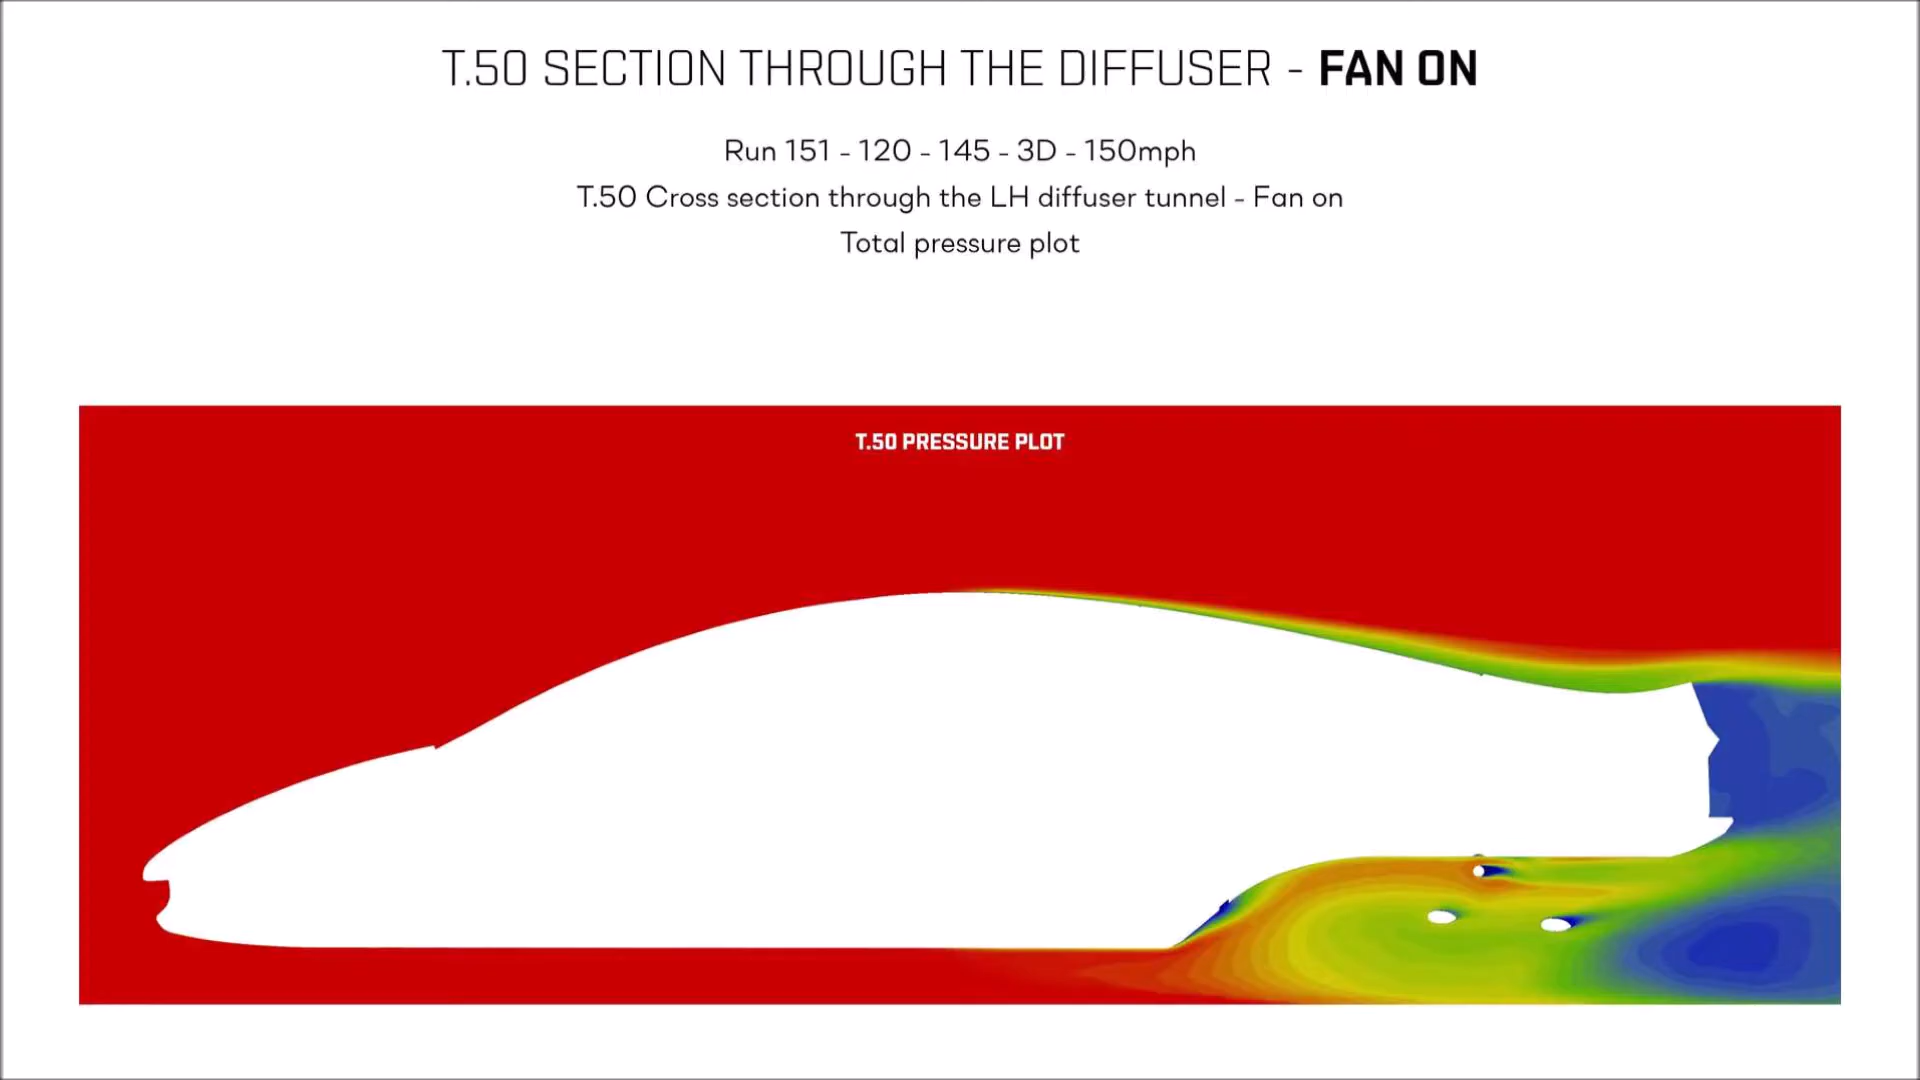 T.50 SECTION THROUGH THE DIFFUSER - FAN ON
Run 151 - 120 - 145 - 3D - 150mph
T.50 Cross section through the LH diffuser tunnel - Fan on
Total pressure plot
T.50 PRESSURE PLOT